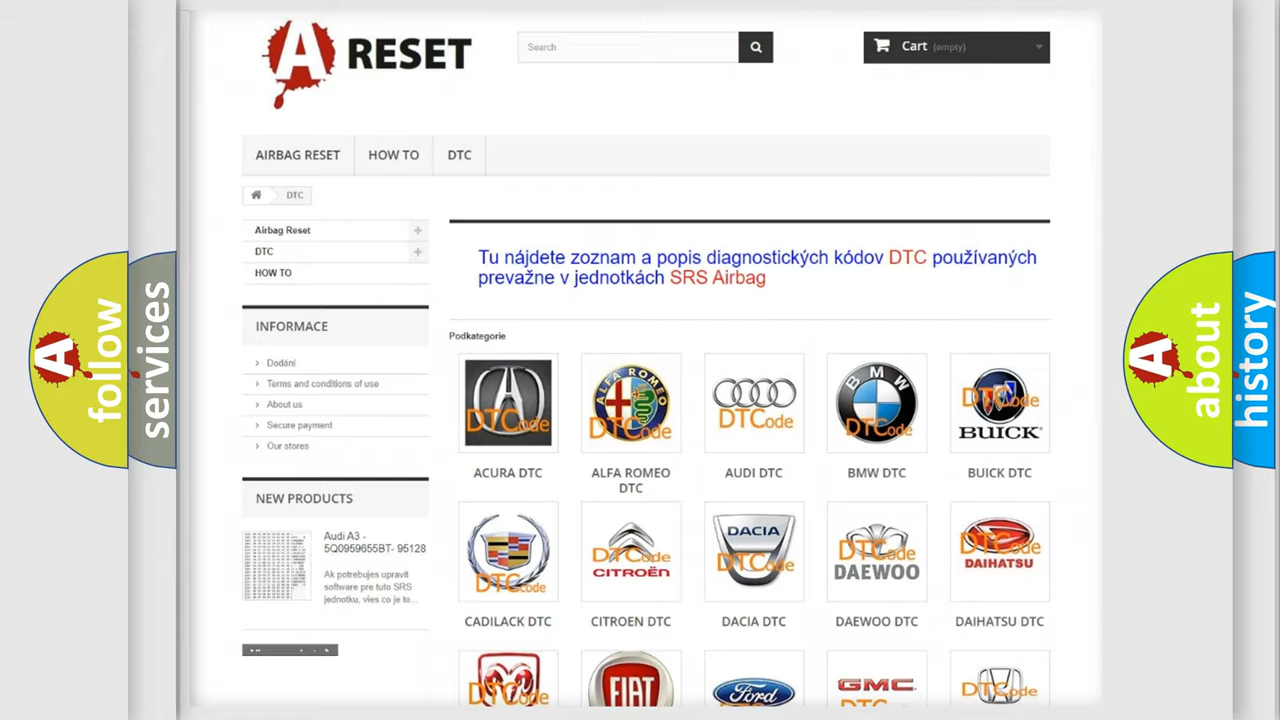 A RESET
Search
Cart (empty)
AIRBAG RESET
HOW TO
DTC
DTC
Airbag Reset
DTC
HOW TO
INFORMACE
Dodání
Terms and conditions of use
About us
Secure payment
Our stores
NEW PRODUCTS
Audi A3 -
5Q0959655BT- 95128
Ak potrebujes upravit
software pre tuto SRS
jednotku, vies co je to...
Tu nájdete zoznam a popis diagnostických kódov DTC používaných
prevažne v jednotkách SRS Airbag
Podkategorie
DTCode
ALFA ROMEO
DTCode
DTCode
BMW
DTCode
DTCode
BUICK
ACURA DTC
ALFA ROMEO
DTC
AUDI DTC
BMW DTC
BUICK DTC
DTCode
DTCode
CITROËN
DACIA
DTCode
DTCode
DAEWOO
DTCode
DAIHATSU
CADILACK DTC
CITROEN DTC
DACIA DTC
DAEWOO DTC
DAIHATSU DTC
DTCode
FIAT
Ford
DTCode
GMC
DTCode
A
follow
services
A
about
history